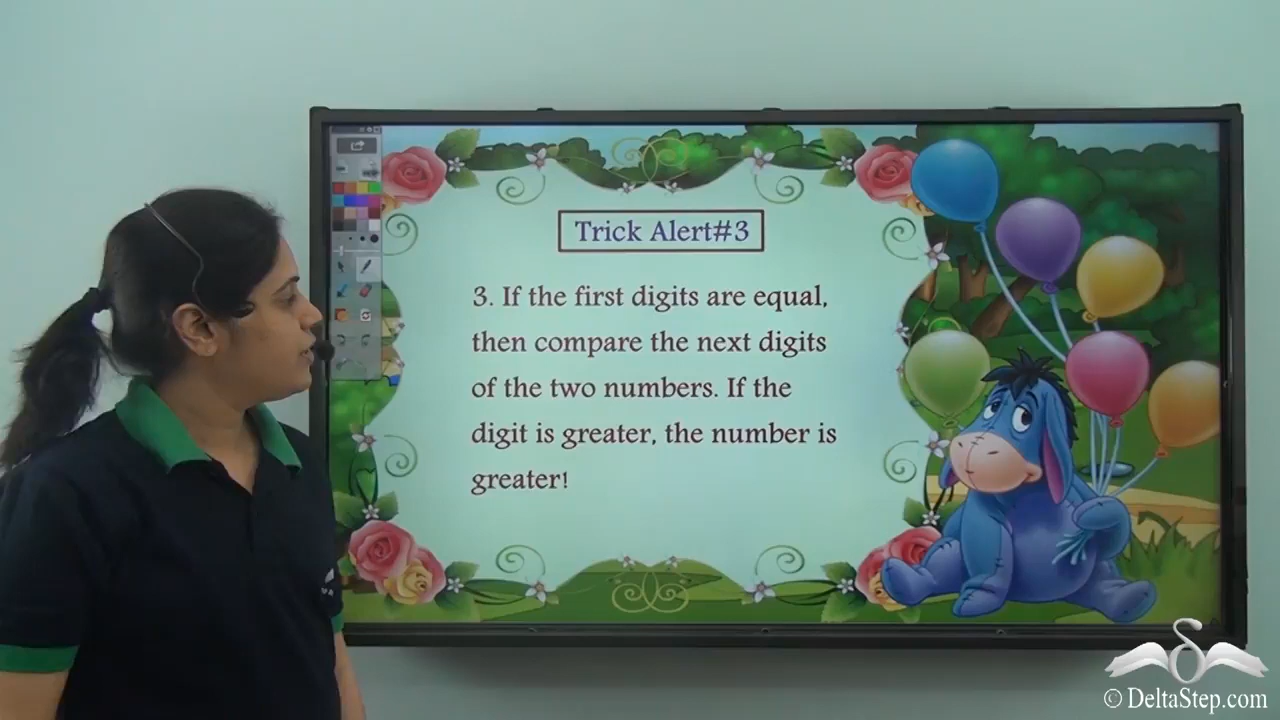 Trick Alert#3
3. If the first digits are equal,
then compare the next digits
of the two numbers. If the
digit is greater, the number is
greater!
© DeltaStep.com